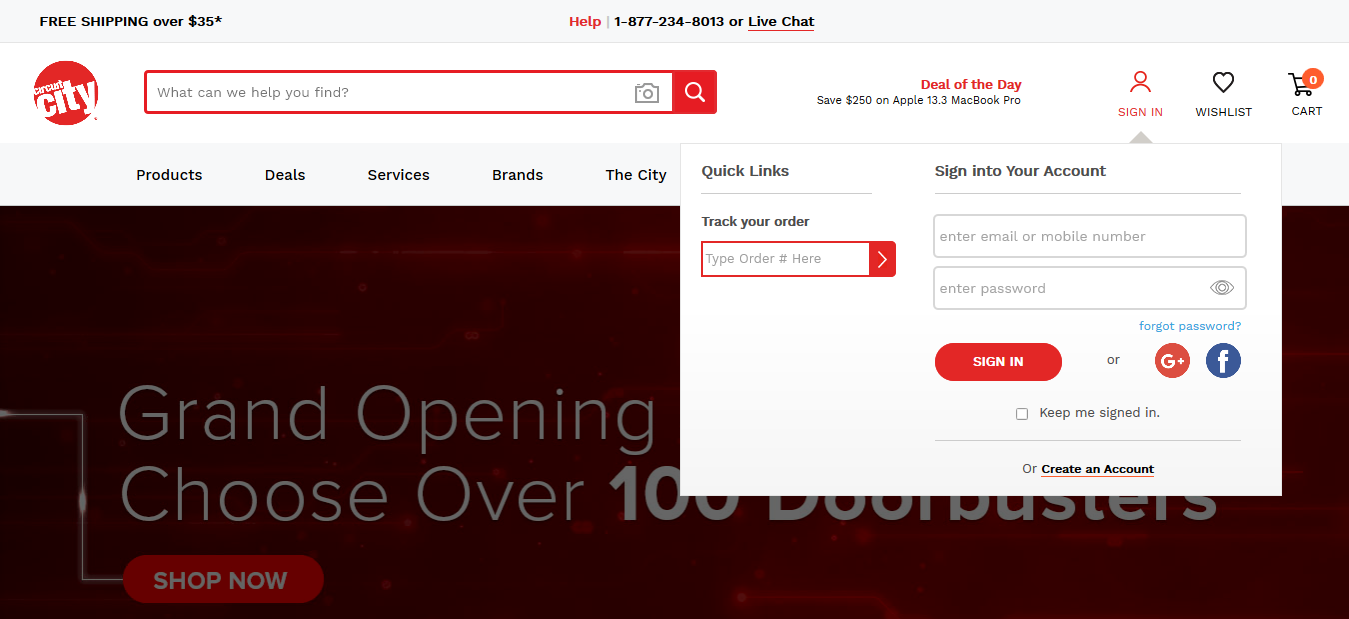 FREE SHIPPING over $35*
Help | 1-877-234-8013 or Live Chat
circuit
city
What can we help you find?
Deal of the Day
Save $250 on Apple 13.3 MacBook Pro
SIGN IN
WISHLIST
0
CART
Products
Deals
Services
Brands
The City
Quick Links
Track your order
Type Order # Here
Sign into Your Account
enter email or mobile number
enter password
forgot password?
SIGN IN
or
G+
f
Keep me signed in.
Or Create an Account
Grand Opening
Choose Over 100 Doorbusters
SHOP NOW